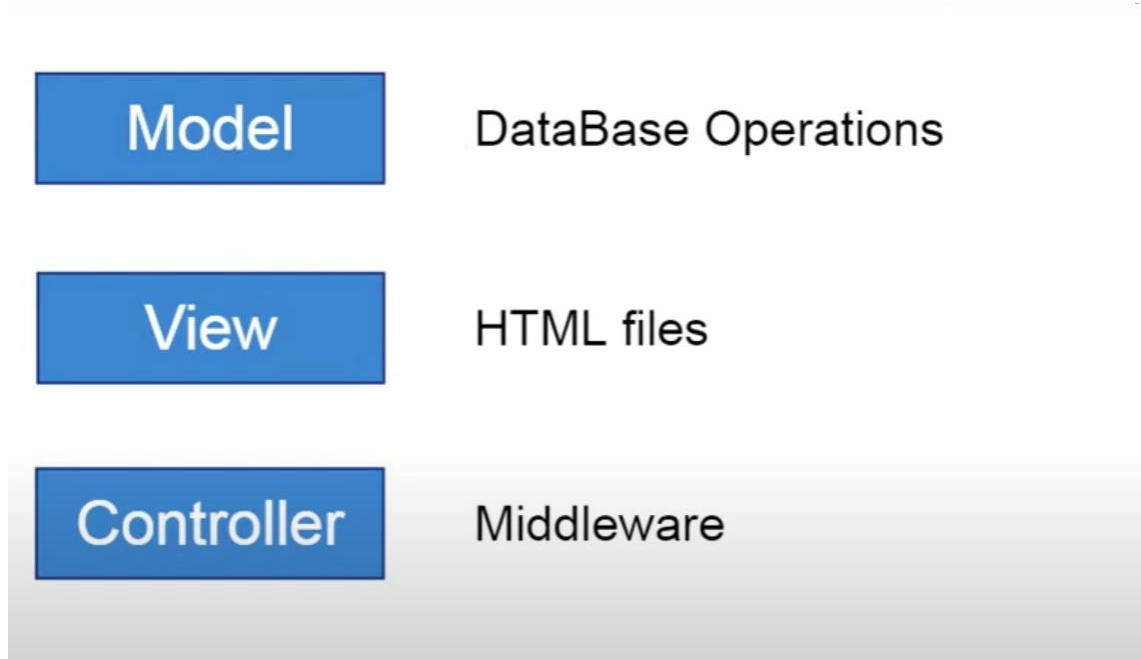 Model
DataBase Operations
View
HTML files
Controller
Middleware